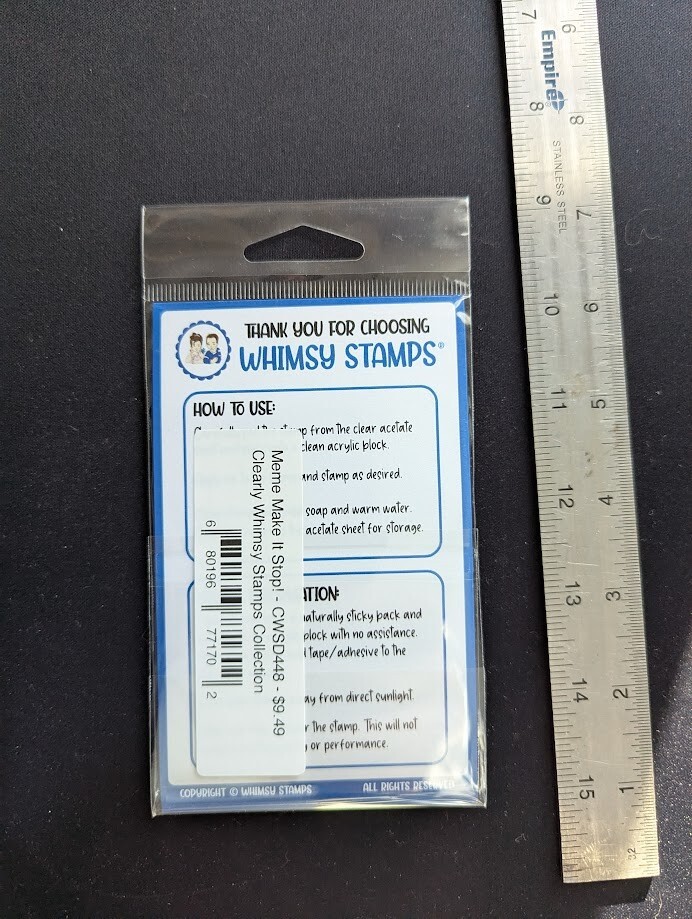 THANK YOU FOR CHOOSING
WHIMSY STAMPS®
HOW TO USE:
from the clear acetate
clean acrylic block.
and stamp as desired.
soap and warm water.
acetate sheet for storage.
naturally sticky back and
block with no assistance.
tape/adhesive to the
from direct sunlight.
the stamp. This will not
or performance.
COPYRIGHT © WHIMSY STAMPS
ALL RIGHTS RESERVED
Meme Make It Stop! - CWSD448 - $9.49
Clearly Whimsy Stamps Collection
6 80196 77170 2
Empire
STAINLESS STEEL
7 8 9 10 11 12 13 14 15
6 8 7 9 5 4 3 2 1
32